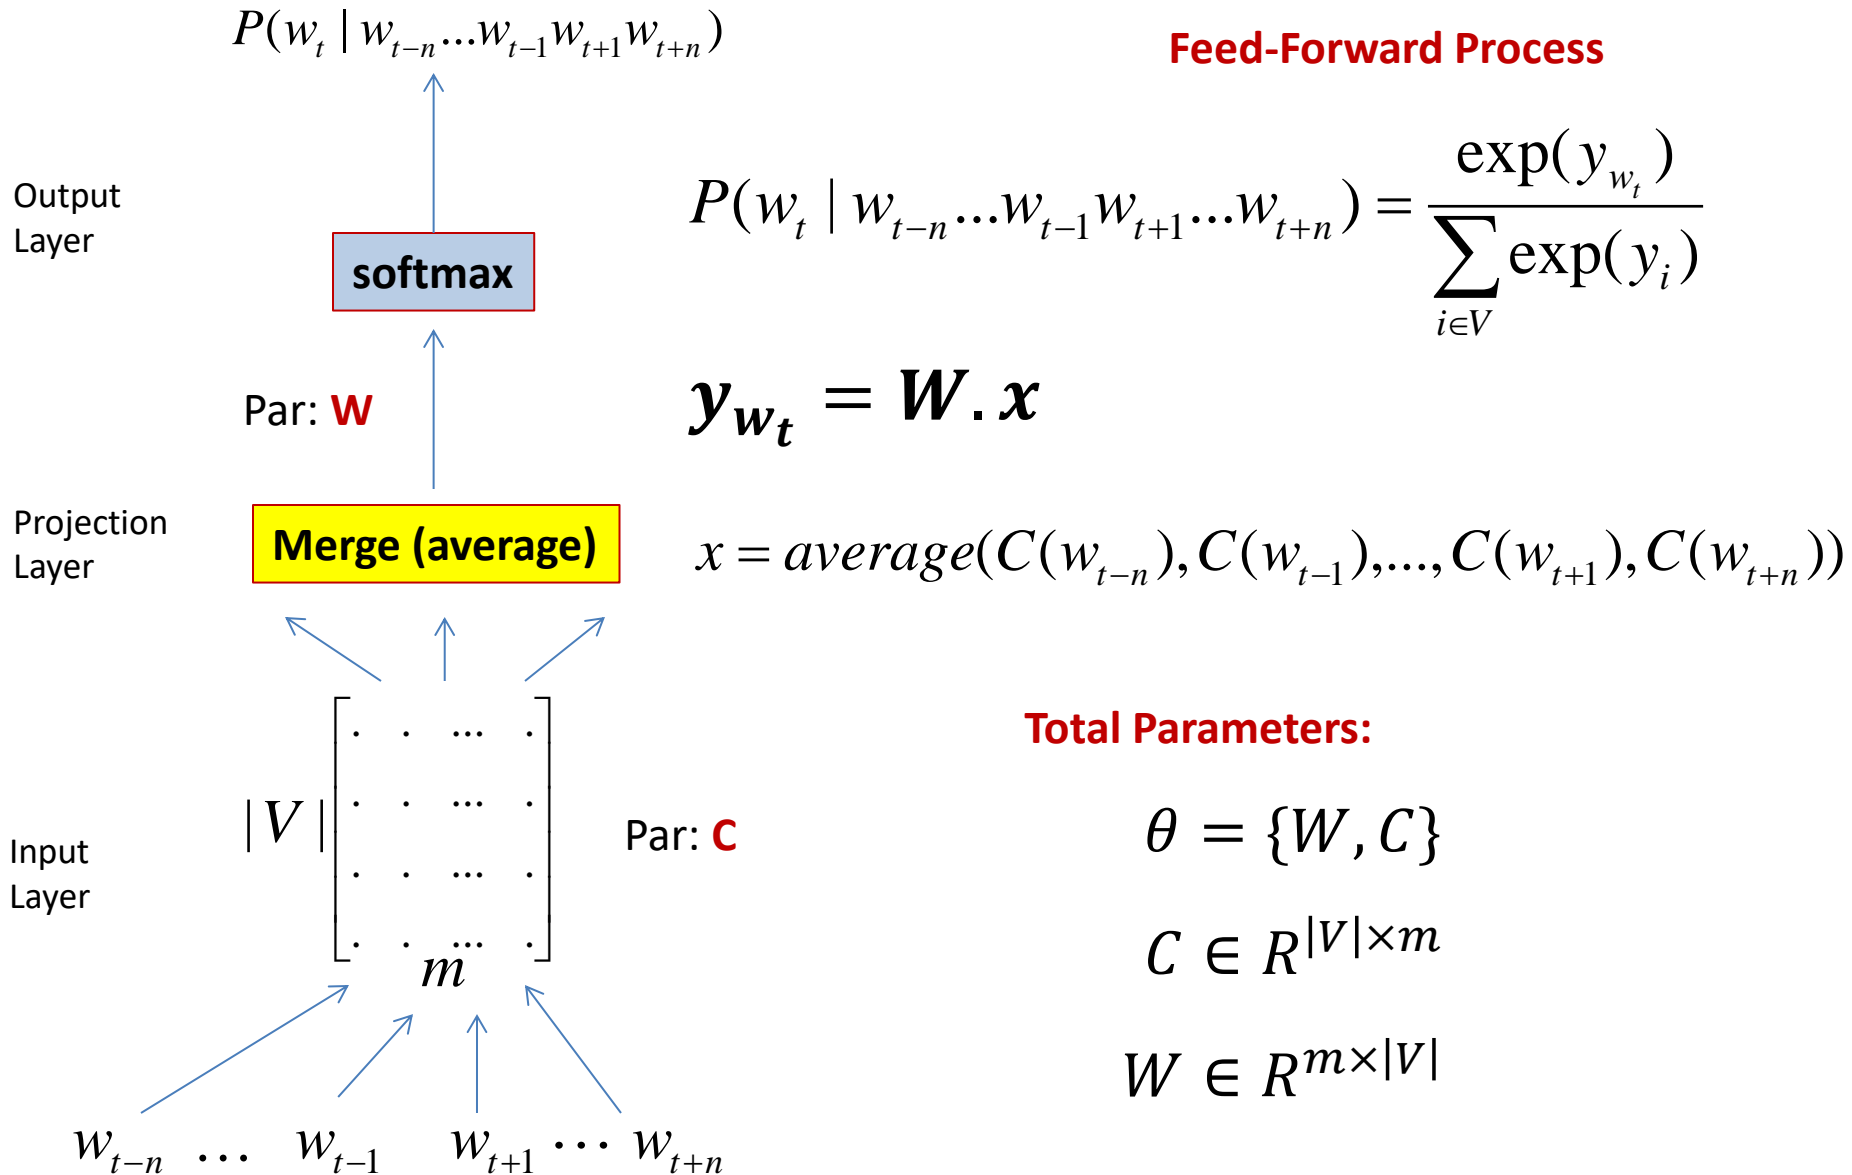 P(w_t | w_{t−n}...w_{t−1}w_{t+1}w_{t+n})
Feed-Forward Process
Output
Layer
softmax
P(w_t | w_{t−n}...w_{t−1}w_{t+1}...w_{t+n}) = exp(y_{w_t}) / ∑_{i∈V} exp(y_i)
Par: W
y_{w_t} = W.x
Projection
Layer
Merge (average)
x = average(C(w_{t−n}),C(w_{t−1}),...,C(w_{t+1}),C(w_{t+n}))
Total Parameters:
Input
Layer
|V|
. . ... .
. . ... .
. . ... .
. . ... .
m
Par: C
θ = {W, C}
C ∈ R^{|V|×m}
W ∈ R^{m×|V|}
w_{t−n} ... w_{t−1} w_{t+1} ... w_{t+n}